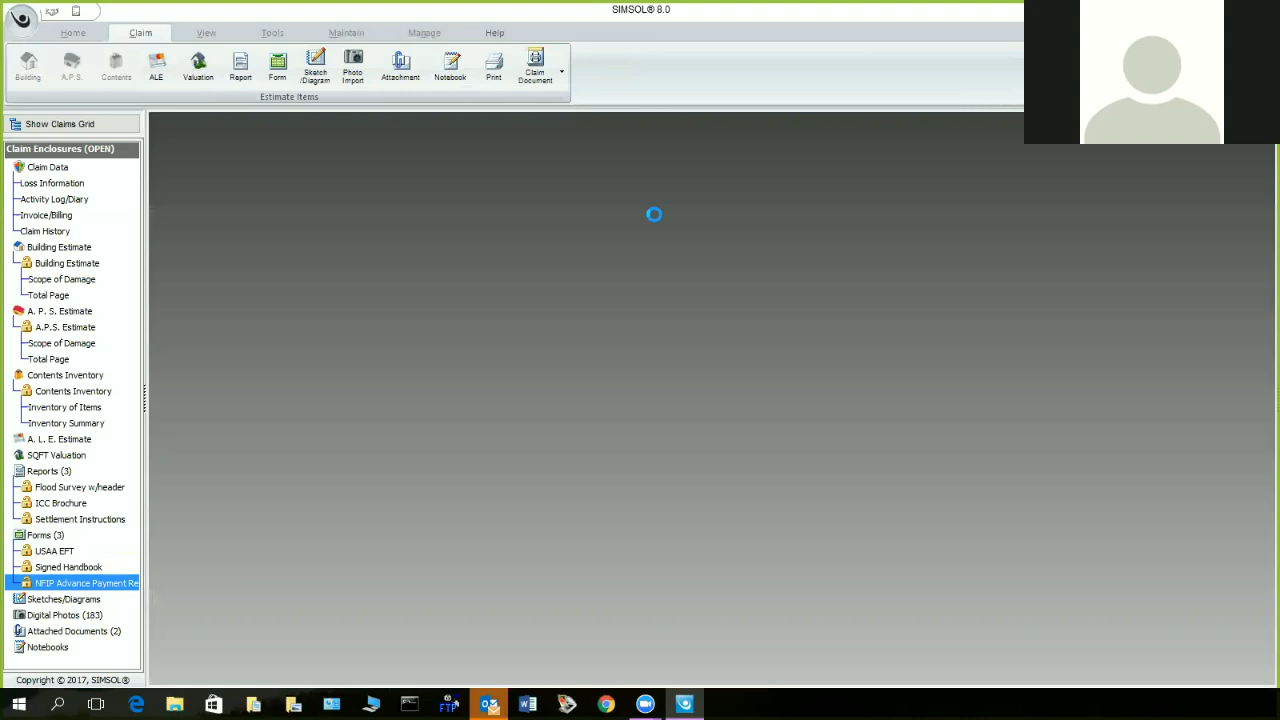 SIMSOL® 8.0
Home Claim View Tools Maintain Manage Help
Building A.P.S. Contents ALE Valuation Report Form Sketch /Diagram Photo Import Attachment Notebook Print Claim Document
Estimate Items
Show Claims Grid
Claim Enclosures (OPEN)
Claim Data
Loss Information
Activity Log/Diary
Invoice/Billing
Claim History
Building Estimate
Building Estimate
Scope of Damage
Total Page
A. P. S. Estimate
A.P.S. Estimate
Scope of Damage
Total Page
Contents Inventory
Contents Inventory
Inventory of Items
Inventory Summary
A. L. E. Estimate
SQFT Valuation
Reports (3)
Flood Survey w/header
ICC Brochure
Settlement Instructions
Forms (3)
USAA EFT
Signed Handbook
NFIP Advance Payment Re
Sketches/Diagrams
Digital Photos (183)
Attached Documents (2)
Notebooks
Copyright © 2017, SIMSOL®
FTP